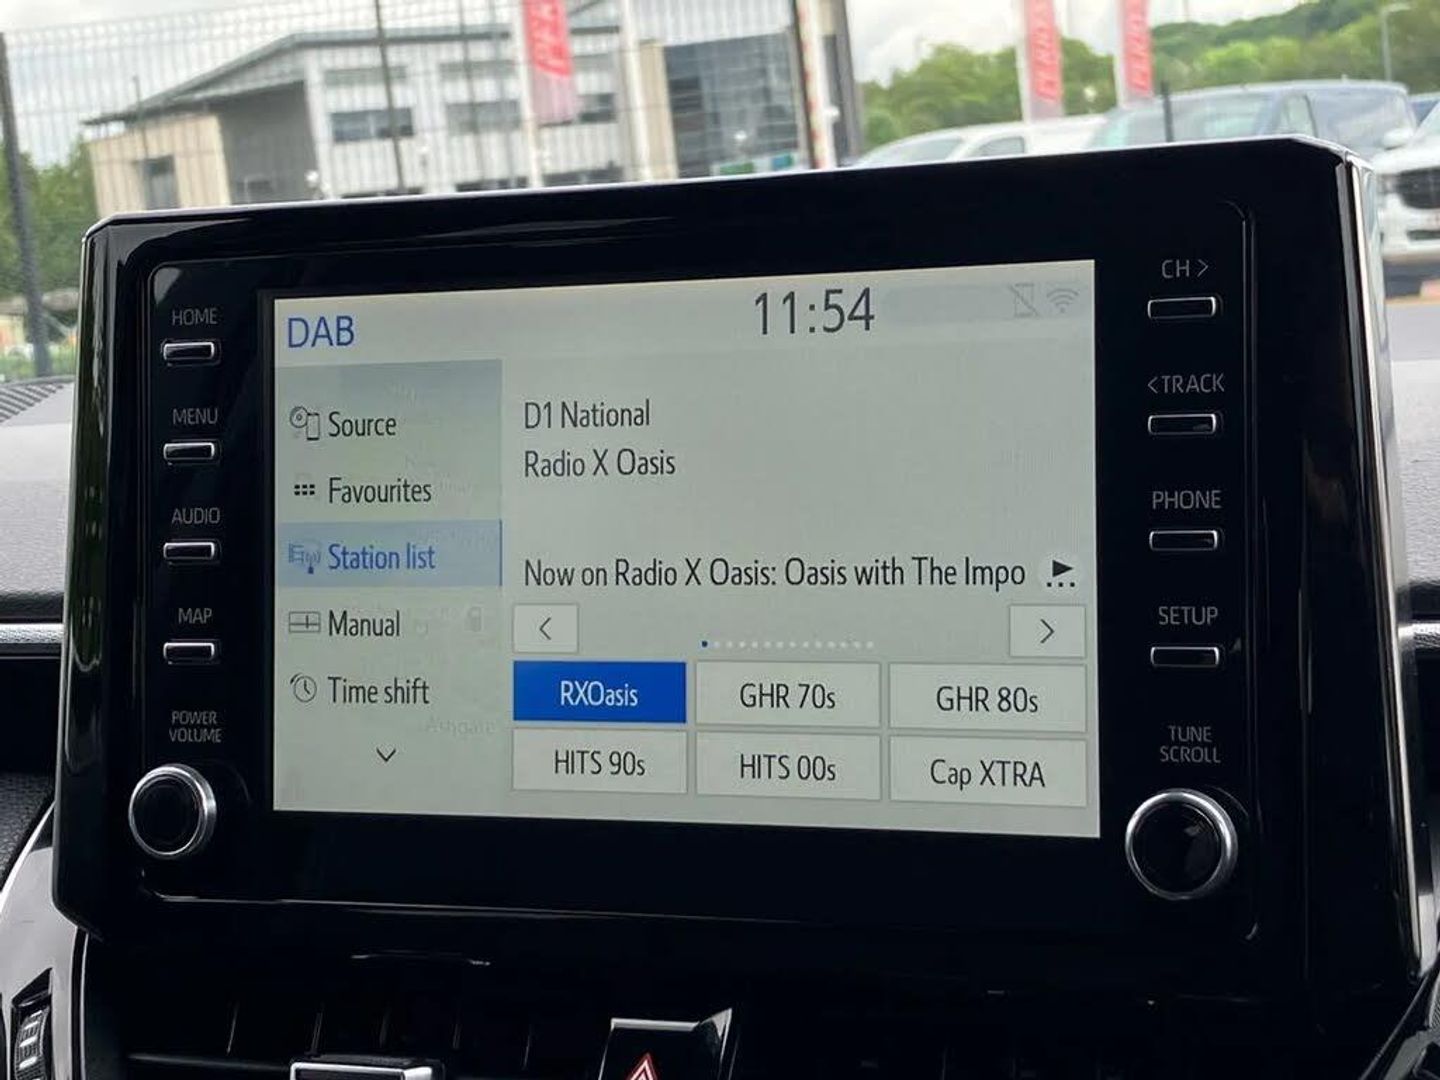 HOME
MENU
AUDIO
MAP
POWER
VOLUME
DAB
11:54
Source
Favourites
Station list
Manual
Time shift
D1 National
Radio X Oasis
Now on Radio X Oasis: Oasis with The Impo
RXOasis
GHR 70s
GHR 80s
HITS 90s
HITS 00s
Cap XTRA
CH >
< TRACK
PHONE
SETUP
TUNE
SCROLL